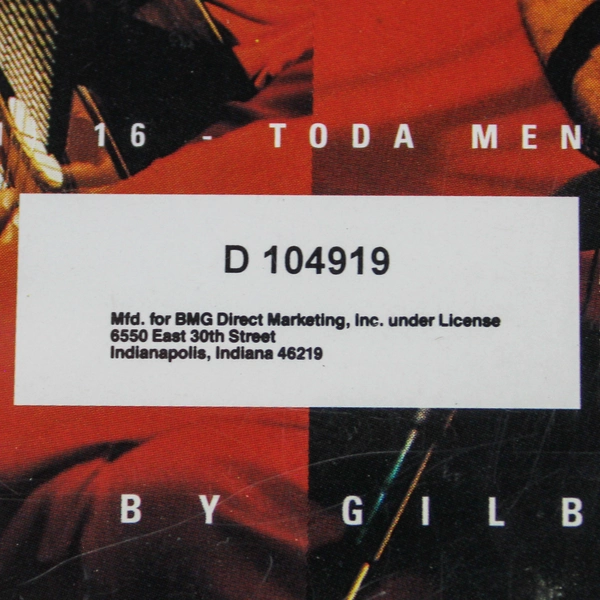 16 - TODA MEN
D 104919
Mfd. for BMG Direct Marketing, Inc. under License
6550 East 30th Street
Indianapolis, Indiana 46219
BY GILB